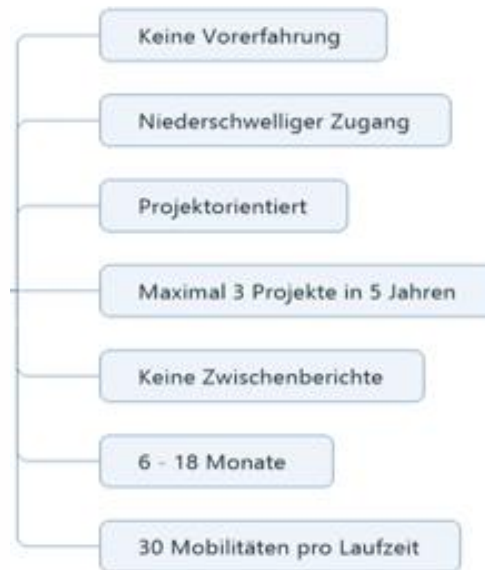 Keine Vorerfahrung
Niederschwelliger Zugang
Projektorientiert
Maximal 3 Projekte in 5 Jahren
Keine Zwischenberichte
6 - 18 Monate
30 Mobilitäten pro Laufzeit